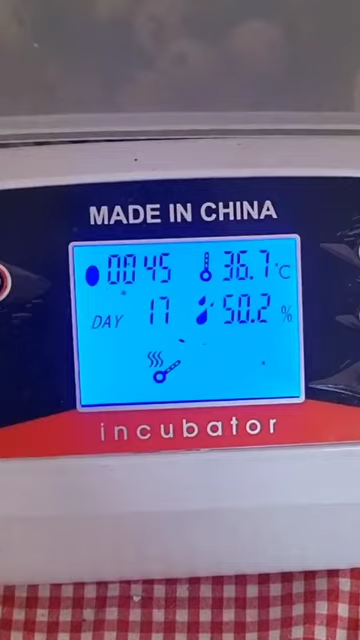 MADE IN CHINA
0045 36.7 °C
DAY 17 50.2 %
incubator